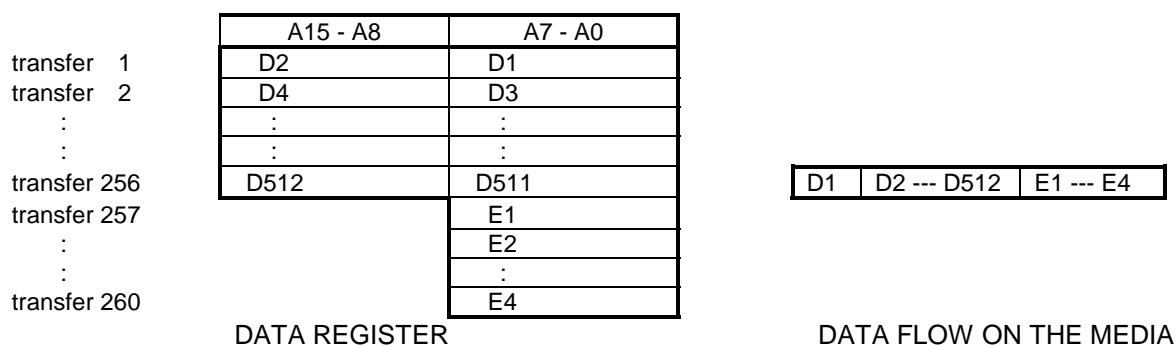 A15 - A8 A7 - A0
transfer 1 D2 D1
transfer 2 D4 D3
: : :
: : :
transfer 256 D512 D511 D1 D2 --- D512 E1 --- E4
transfer 257 E1
: E2
: :
transfer 260 E4
DATA REGISTER DATA FLOW ON THE MEDIA